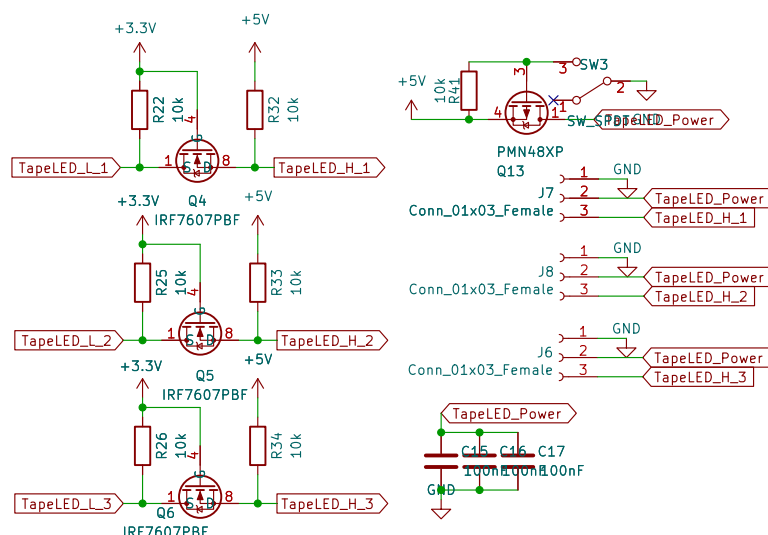 +3.3V
+5V
R22
10k
R32
10k
4
G
TapeLED_L_1
1
S
D
8
TapeLED_H_1
Q4
IRF7607PBF
+3.3V
+5V
R25
10k
R33
10k
4
G
TapeLED_L_2
1
S
D
8
TapeLED_H_2
Q5
IRF7607PBF
+3.3V
+5V
R26
10k
R34
10k
4
G
TapeLED_L_3
1
S
D
8
TapeLED_H_3
Q6
IRF7607PBF
+5V
10k
R41
3
3
SW3
2
1
4
1
SW_SPDT
GND
TapeLED_Power
PMN48XP
Q13
GND
1
J7
2
TapeLED_Power
Conn_01x03_Female
3
TapeLED_H_1
GND
1
J8
2
TapeLED_Power
Conn_01x03_Female
3
TapeLED_H_2
GND
1
J6
2
TapeLED_Power
Conn_01x03_Female
3
TapeLED_H_3
TapeLED_Power
C15
C16
C17
100nF
100nF
100nF
GND